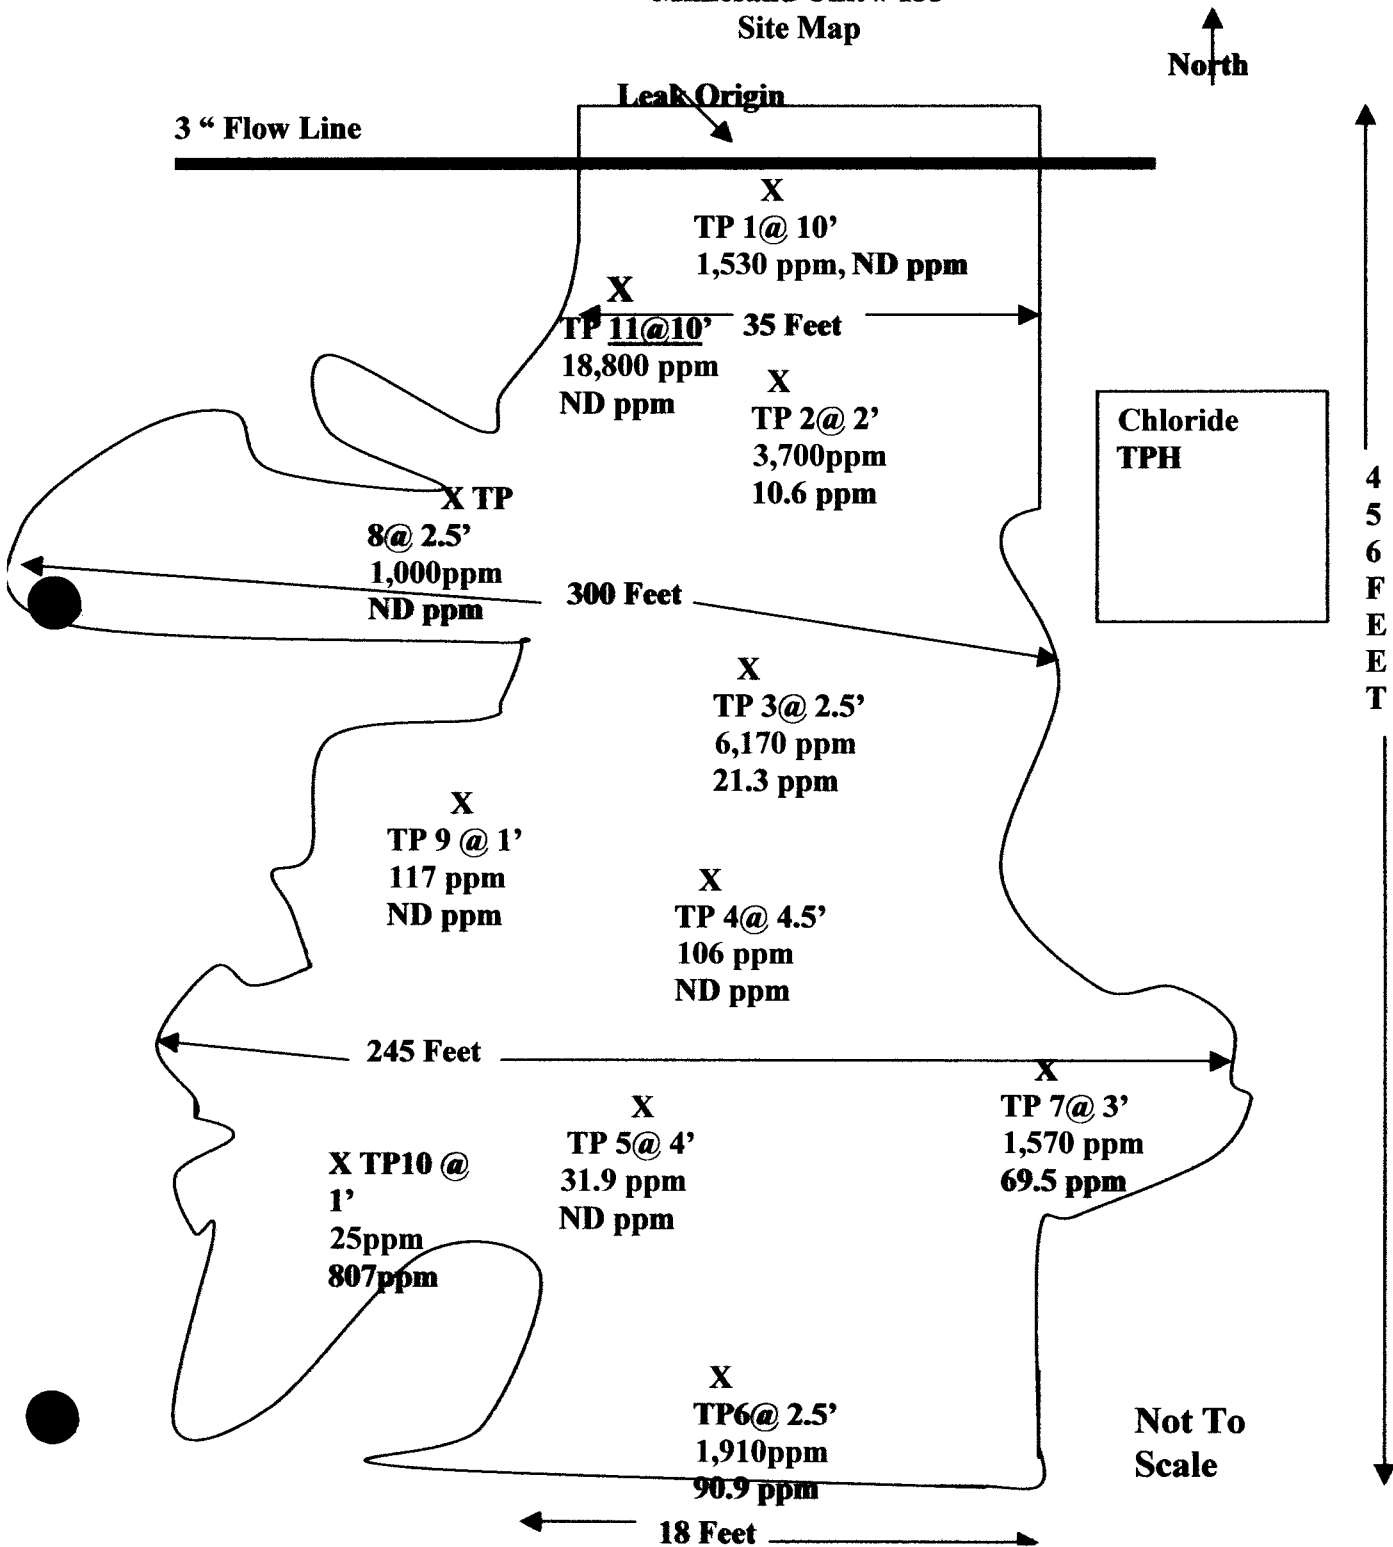 Site Map
North
Leak Origin
3 “ Flow Line
X
TP 1@ 10’
1,530 ppm, ND ppm
X
TP 11@10’
18,800 ppm
ND ppm
35 Feet
X
TP 2@ 2’
3,700ppm
10.6 ppm
Chloride
TPH
4
5
6
F
E
E
T
X TP
8@ 2.5’
1,000ppm
ND ppm
300 Feet
X
TP 3@ 2.5’
6,170 ppm
21.3 ppm
X
TP 9 @ 1’
117 ppm
ND ppm
X
TP 4@ 4.5’
106 ppm
ND ppm
245 Feet
X
TP 5@ 4’
31.9 ppm
ND ppm
X
TP 7@ 3’
1,570 ppm
69.5 ppm
X TP10 @
1’
25ppm
807ppm
X
TP6@ 2.5’
1,910ppm
90.9 ppm
Not To
Scale
18 Feet